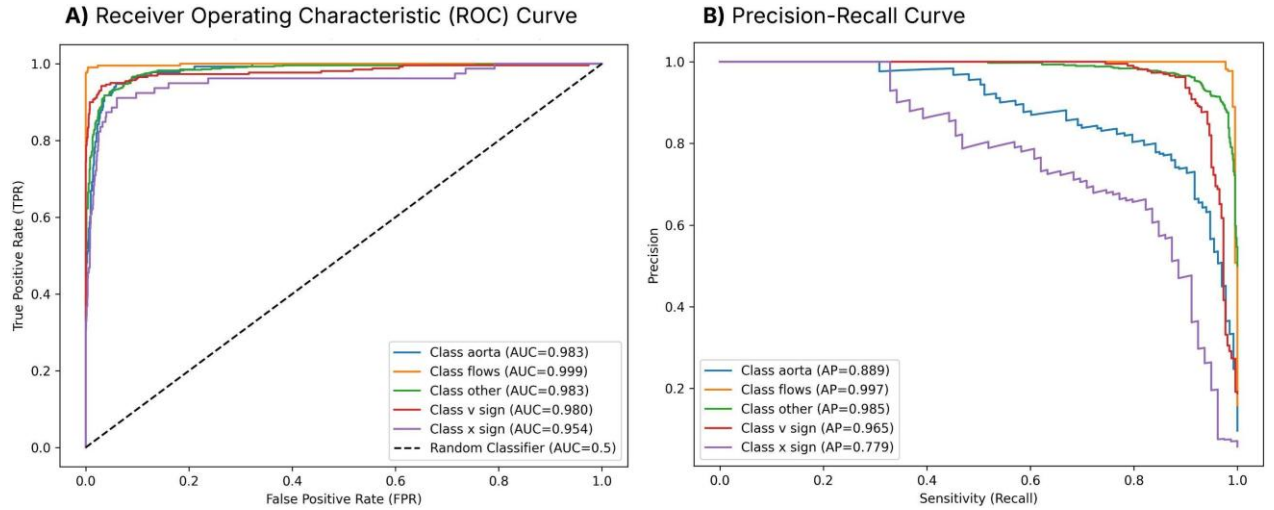 A) Receiver Operating Characteristic (ROC) Curve
1.0
0.8
0.6
0.4
0.2
0.0
True Positive Rate (TPR)
Class aorta (AUC=0.983)
Class flows (AUC=0.999)
Class other (AUC=0.983)
Class v sign (AUC=0.980)
Class x sign (AUC=0.954)
Random Classifier (AUC=0.5)
0.0 0.2 0.4 0.6 0.8 1.0
False Positive Rate (FPR)
B) Precision-Recall Curve
1.0
0.8
0.6
0.4
0.2
Precision
Class aorta (AP=0.889)
Class flows (AP=0.997)
Class other (AP=0.985)
Class v sign (AP=0.965)
Class x sign (AP=0.779)
0.0 0.2 0.4 0.6 0.8 1.0
Sensitivity (Recall)